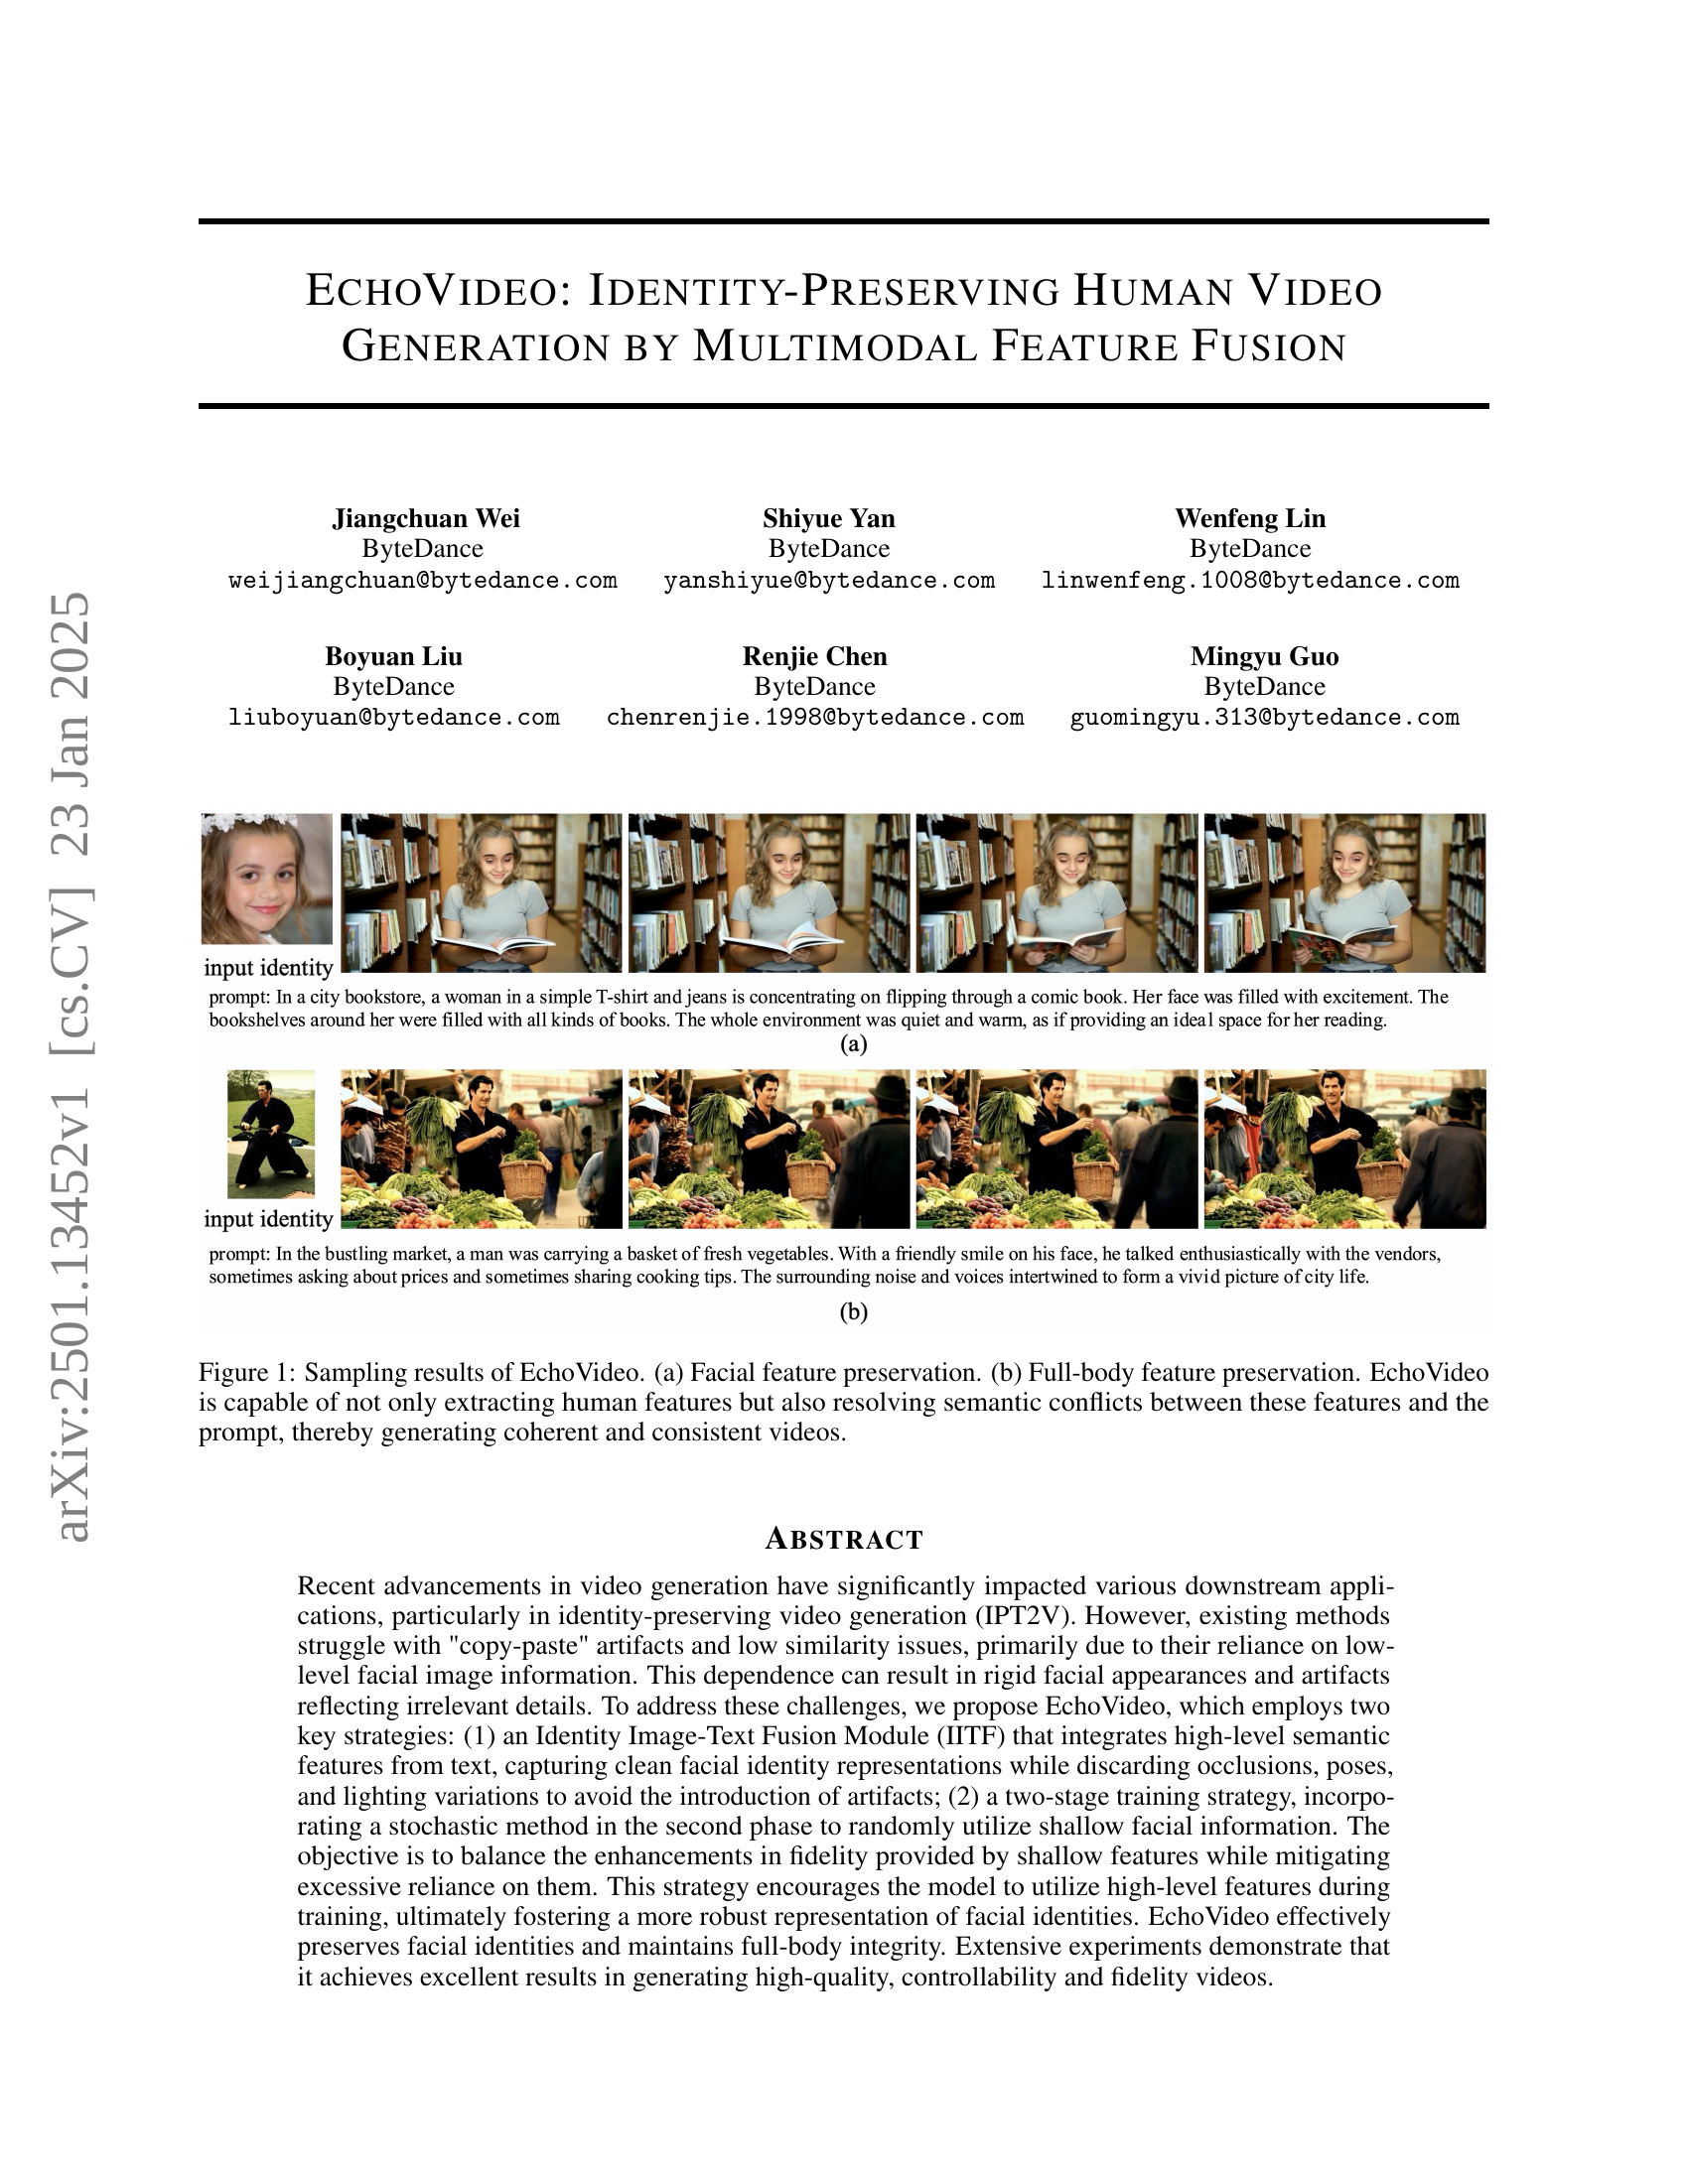 ECHOVIDEO: IDENTITY-PRESERVING HUMAN VIDEO
GENERATION BY MULTIMODAL FEATURE FUSION
Jiangchuan Wei
ByteDance
weijiangchuan@bytedance.com
Shiyue Yan
ByteDance
yanshiyue@bytedance.com
Wenfeng Lin
ByteDance
linwenfeng.1008@bytedance.com
Boyuan Liu
ByteDance
liuboyuan@bytedance.com
Renjie Chen
ByteDance
chenrenjie.1998@bytedance.com
Mingyu Guo
ByteDance
guomingyu.313@bytedance.com
arXiv:2501.13452v1 [cs.CV] 23 Jan 2025
input identity
prompt: In a city bookstore, a woman in a simple T-shirt and jeans is concentrating on flipping through a comic book. Her face was filled with excitement. The
bookshelves around her were filled with all kinds of books. The whole environment was quiet and warm, as if providing an ideal space for her reading.
(a)
input identity
prompt: In the bustling market, a man was carrying a basket of fresh vegetables. With a friendly smile on his face, he talked enthusiastically with the vendors,
sometimes asking about prices and sometimes sharing cooking tips. The surrounding noise and voices intertwined to form a vivid picture of city life.
(b)
Figure 1: Sampling results of EchoVideo. (a) Facial feature preservation. (b) Full-body feature preservation. EchoVideo
is capable of not only extracting human features but also resolving semantic conflicts between these features and the
prompt, thereby generating coherent and consistent videos.
ABSTRACT
Recent advancements in video generation have significantly impacted various downstream appli-
cations, particularly in identity-preserving video generation (IPT2V). However, existing methods
struggle with "copy-paste" artifacts and low similarity issues, primarily due to their reliance on low-
level facial image information. This dependence can result in rigid facial appearances and artifacts
reflecting irrelevant details. To address these challenges, we propose EchoVideo, which employs two
key strategies: (1) an Identity Image-Text Fusion Module (IITF) that integrates high-level semantic
features from text, capturing clean facial identity representations while discarding occlusions, poses,
and lighting variations to avoid the introduction of artifacts; (2) a two-stage training strategy, incorpo-
rating a stochastic method in the second phase to randomly utilize shallow facial information. The
objective is to balance the enhancements in fidelity provided by shallow features while mitigating
excessive reliance on them. This strategy encourages the model to utilize high-level features during
training, ultimately fostering a more robust representation of facial identities. EchoVideo effectively
preserves facial identities and maintains full-body integrity. Extensive experiments demonstrate that
it achieves excellent results in generating high-quality, controllability and fidelity videos.